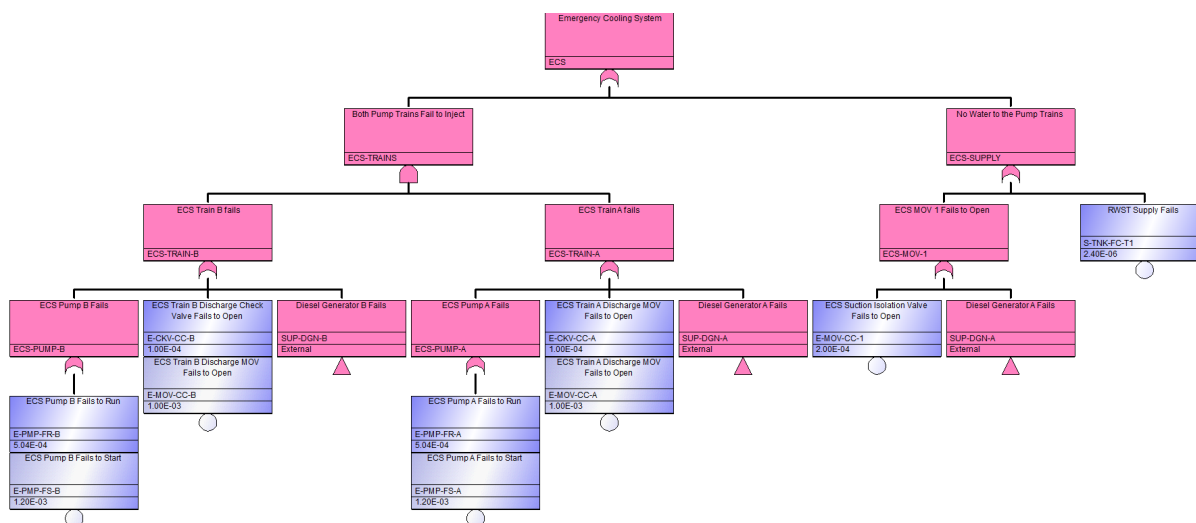 Emergency Cooling System
ECS
Both Pump Trains Fail to Inject
ECS-TRAINS
No Water to the Pump Trains
ECS-SUPPLY
ECS Train B fails
ECS-TRAIN-B
ECS TrainA fails
ECS-TRAIN-A
ECS MOV 1 Fails to Open
ECS-MOV-1
RWST Supply Fails
S-TNK-FC-T1
2.40E-06
ECS Pump B Fails
ECS-PUMP-B
ECS Train B Discharge Check
Valve Fails to Open
E-CKV-CC-B
1.00E-04
ECS Train B Discharge MOV
Fails to Open
E-MOV-CC-B
1.00E-03
Diesel Generator B Fails
SUP-DGN-B
External
ECS Pump A Fails
ECS-PUMP-A
ECS Train A Discharge MOV
Fails to Open
E-CKV-CC-A
1.00E-04
ECS Train A Discharge MOV
Fails to Open
E-MOV-CC-A
1.00E-03
Diesel Generator A Fails
SUP-DGN-A
External
ECS Suction Isolation Valve
Fails to Open
E-MOV-CC-1
2.00E-04
Diesel Generator A Fails
SUP-DGN-A
External
ECS Pump B Fails to Run
E-PMP-FR-B
5.04E-04
ECS Pump B Fails to Start
E-PMP-FS-B
1.20E-03
ECS Pump A Fails to Run
E-PMP-FR-A
5.04E-04
ECS Pump A Fails to Start
E-PMP-FS-A
1.20E-03